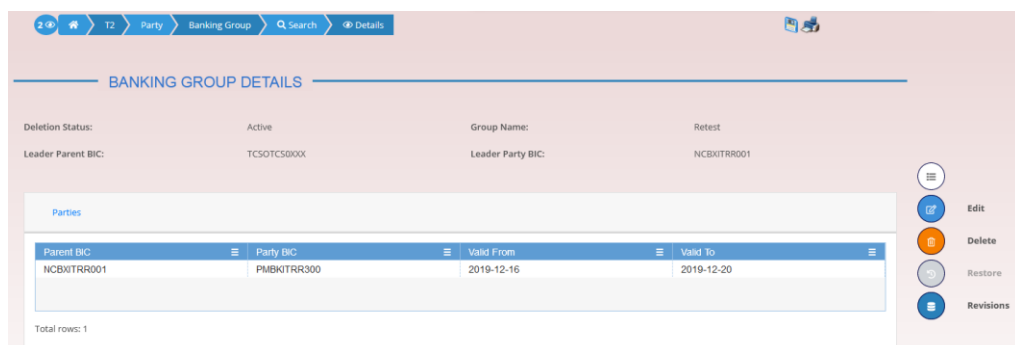 2 T2 Party Banking Group Search Details
BANKING GROUP DETAILS
Deletion Status: Active Group Name: Retest
Leader Parent BIC: TCSOTCS0XXX Leader Party BIC: NCBXITRR001
Parties
Edit
Delete
Restore
Revisions
Parent BIC Party BIC Valid From Valid To
NCBXITRR001 PMBKITRR300 2019-12-16 2019-12-20
Total rows: 1